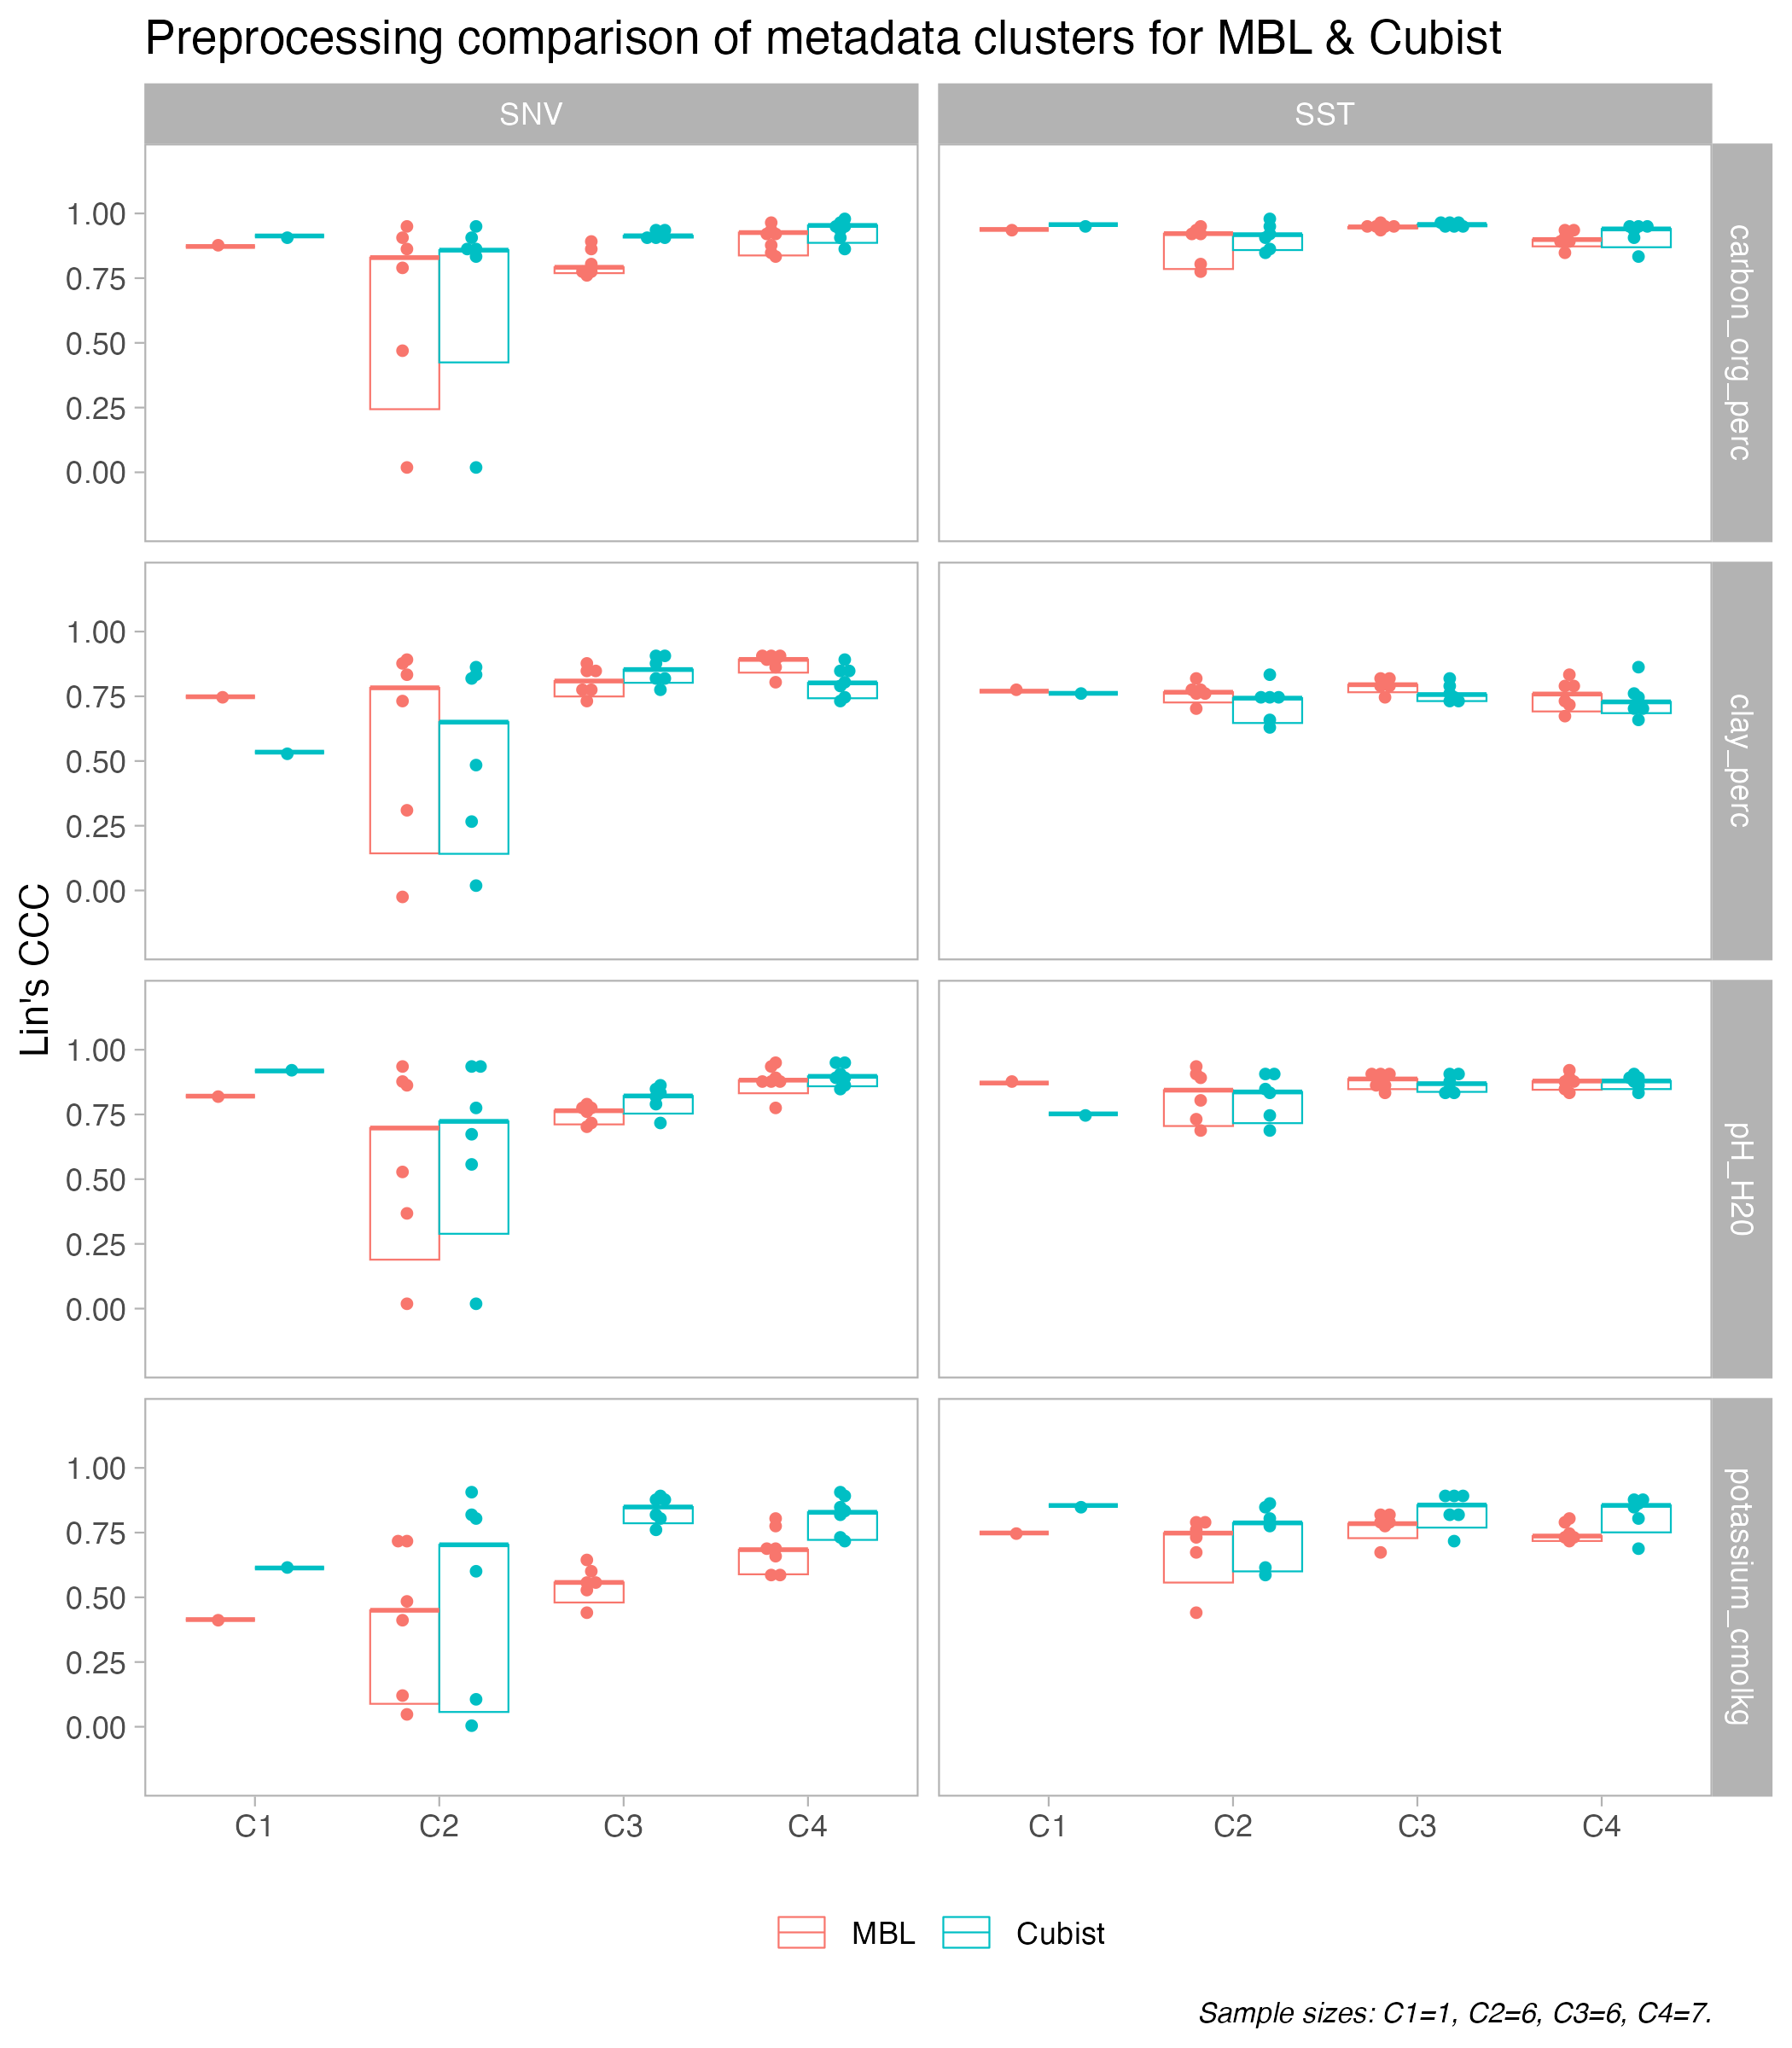 Preprocessing comparison of metadata clusters for MBL & Cubist
SNV
SST
1.00
0.75
0.50
0.25
0.00
carbon_org_perc
1.00
0.75
0.50
0.25
0.00
clay_perc
Lin's CCC
1.00
0.75
0.50
0.25
0.00
pH_H20
1.00
0.75
0.50
0.25
0.00
potassium_cmolkg
C1 C2 C3 C4
C1 C2 C3 C4
MBL Cubist
Sample sizes: C1=1, C2=6, C3=6, C4=7.